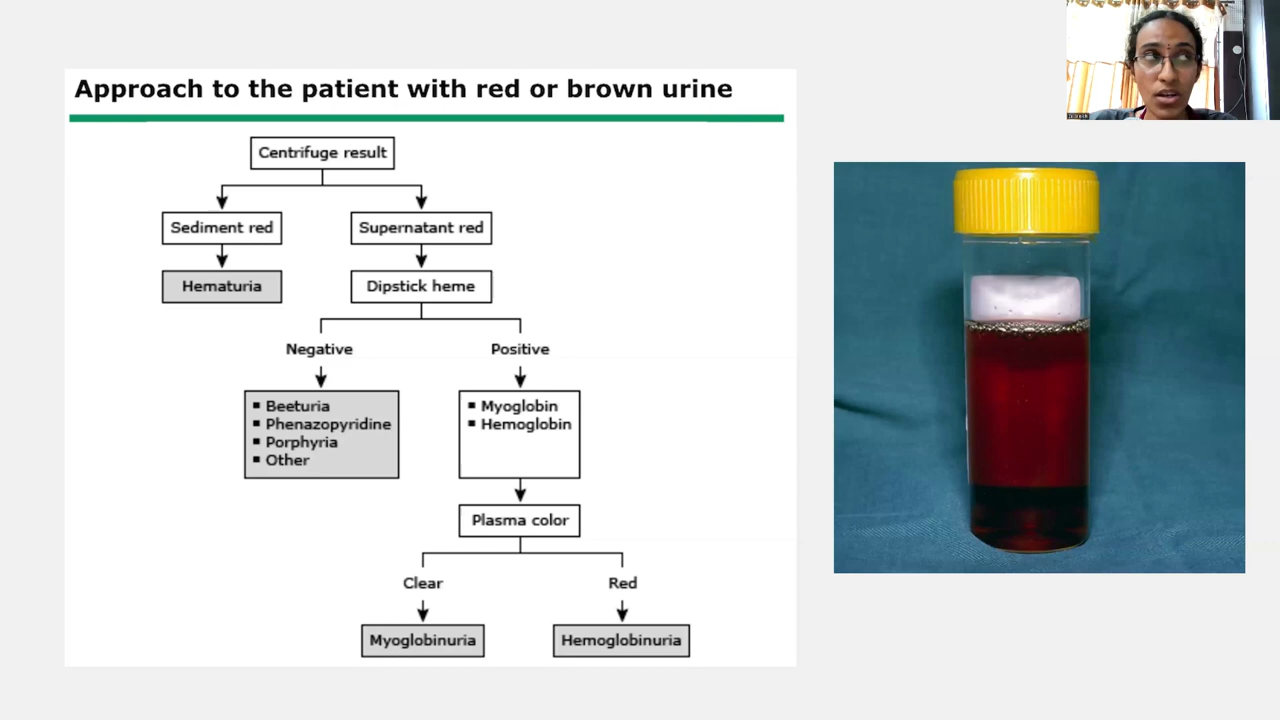 Approach to the patient with red or brown urine
Centrifuge result
Sediment red
Supernatant red
Hematuria
Dipstick heme
Negative
Positive
▪ Beeturia
▪ Phenazopyridine
▪ Porphyria
▪ Other
▪ Myoglobin
▪ Hemoglobin
Plasma color
Clear
Red
Myoglobinuria
Hemoglobinuria